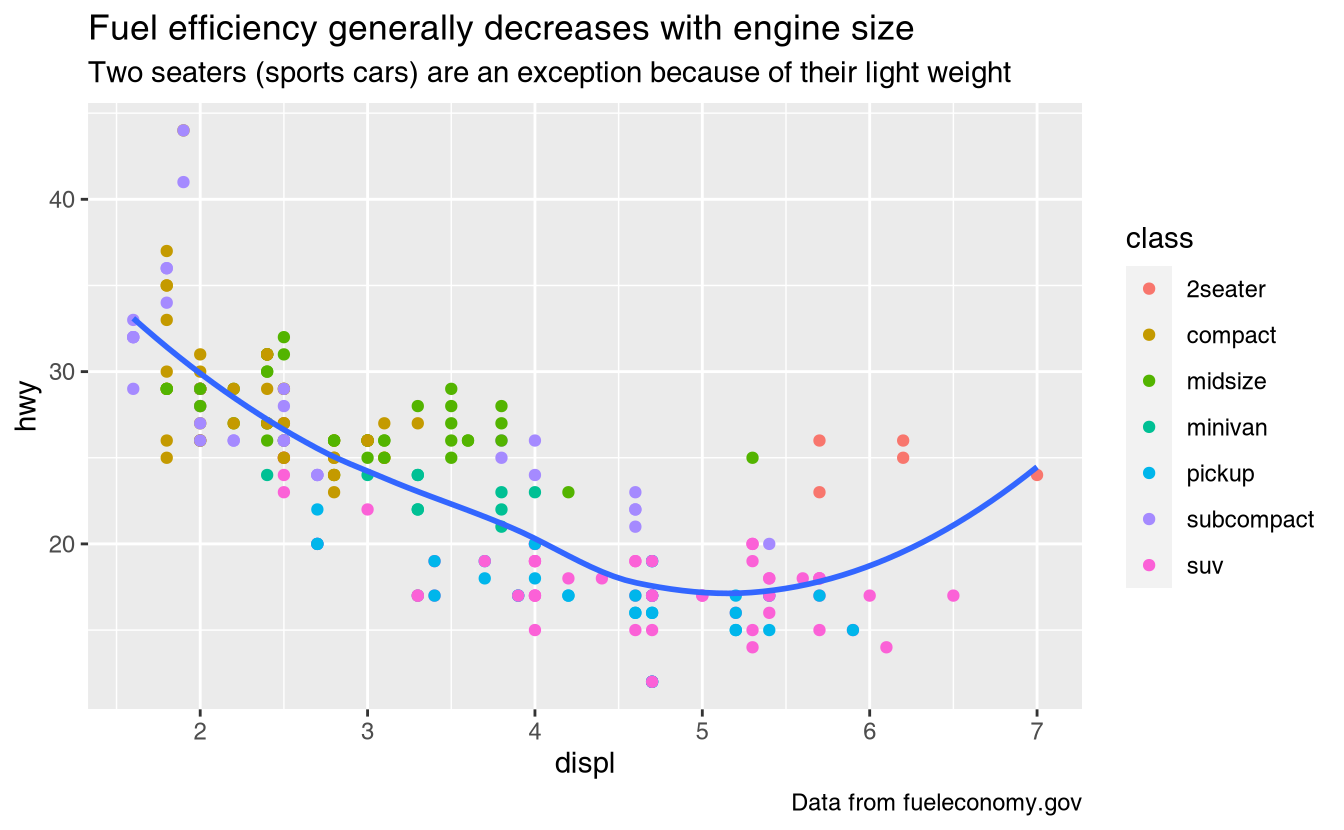 Fuel efficiency generally decreases with engine size
Two seaters (sports cars) are an exception because of their light weight
40
30
20
hwy
2 3 4 5 6 7
displ
class
2seater
compact
midsize
minivan
pickup
subcompact
suv
Data from fueleconomy.gov